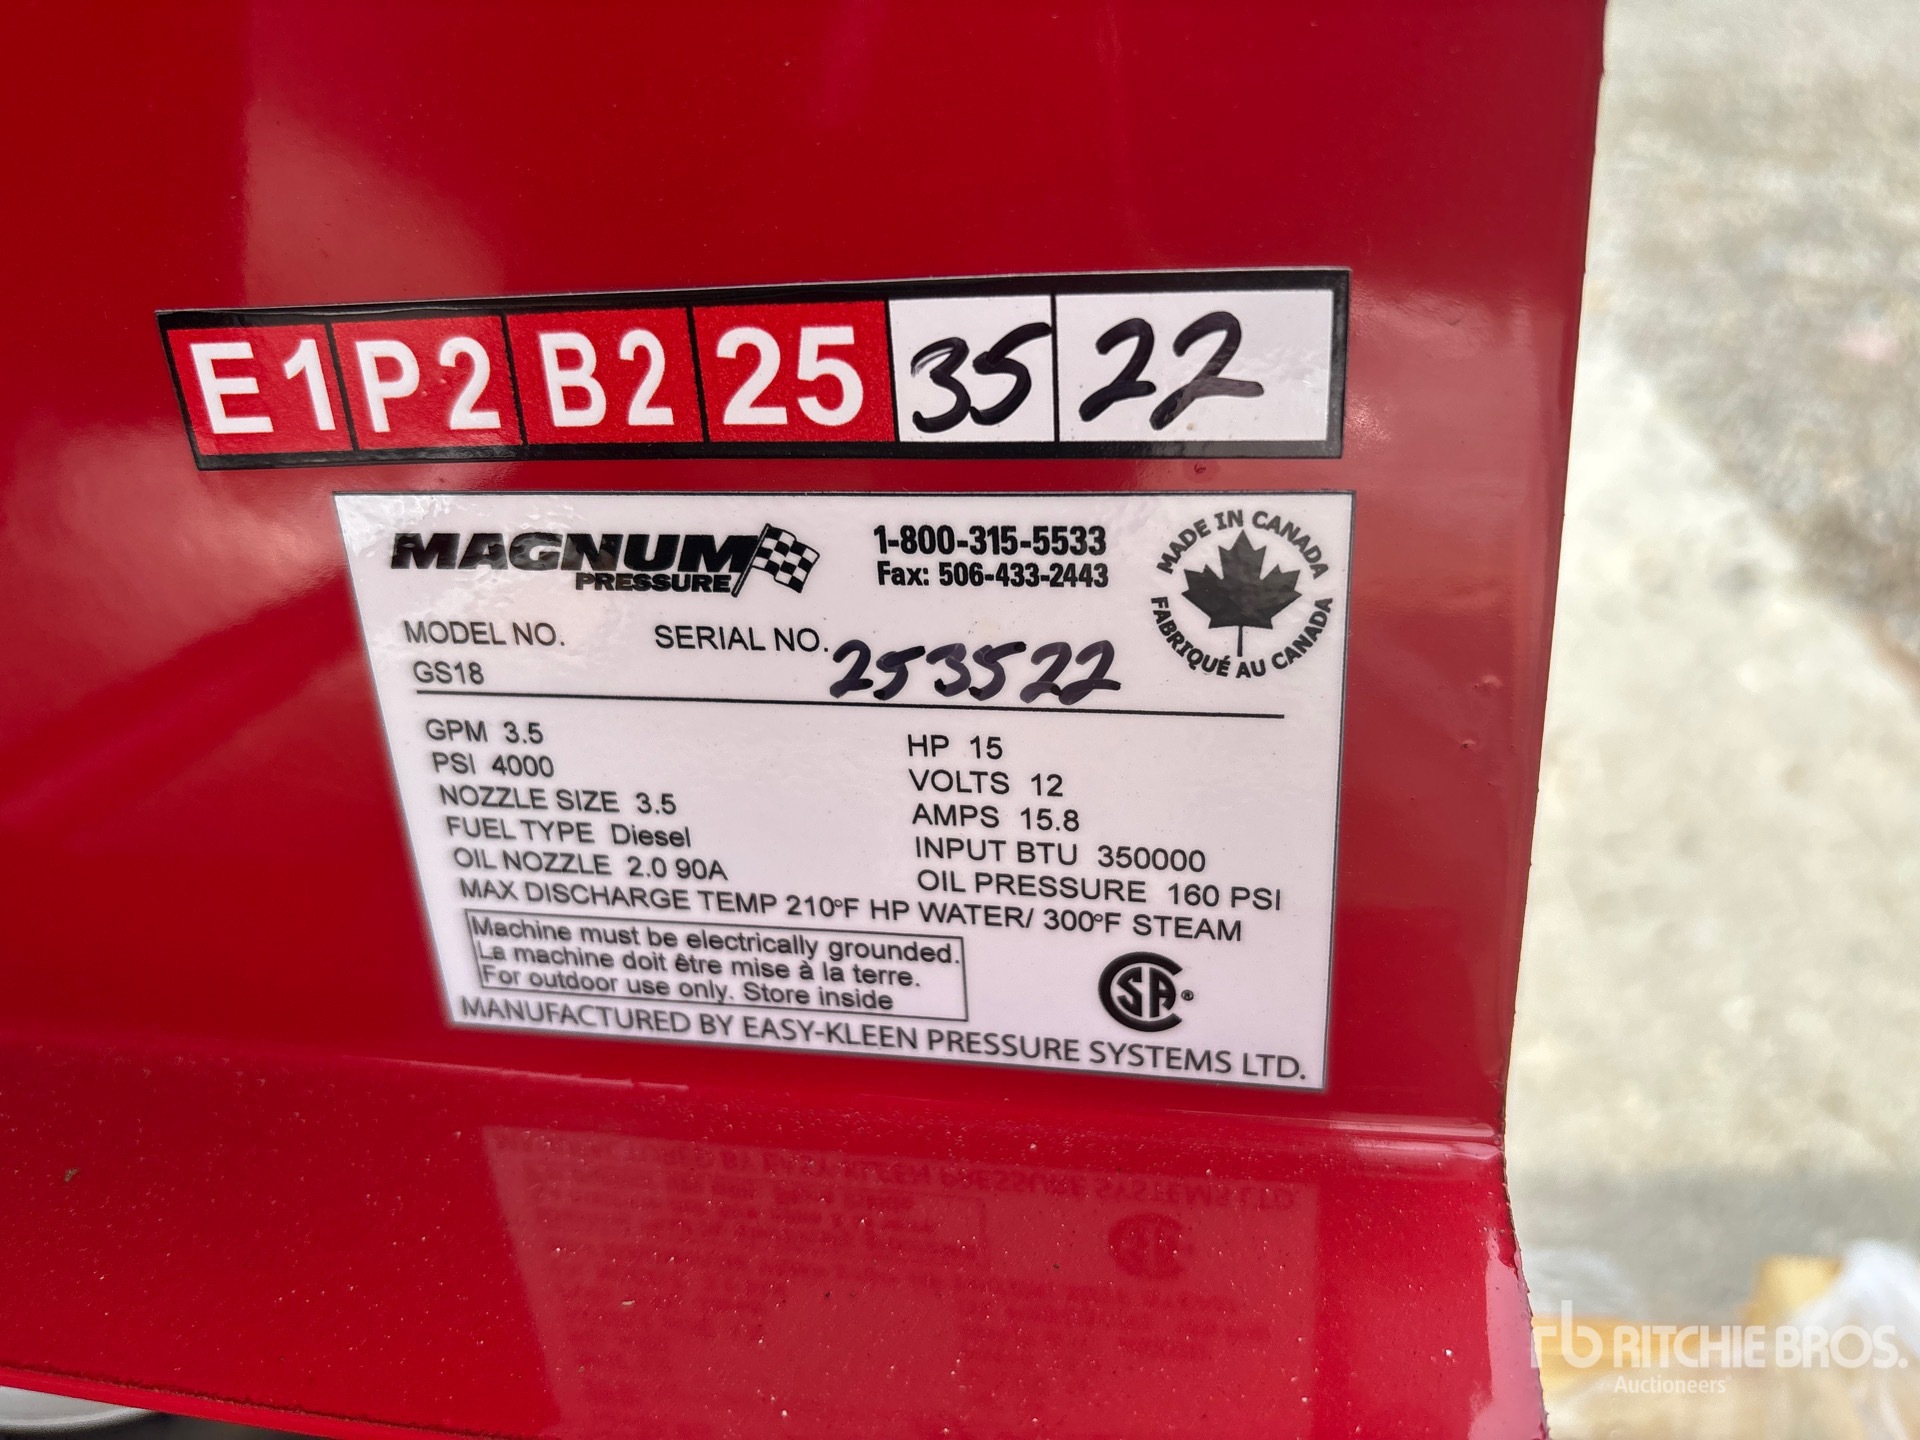 E1 P2 B2 25 35 22
MAGNUM PRESSURE
1-800-315-5533
Fax: 506-433-2443
MADE IN CANADA
FABRIQUÉ AU CANADA
MODEL NO.
GS18
SERIAL NO. 253522
GPM 3.5
PSI 4000
NOZZLE SIZE 3.5
FUEL TYPE Diesel
OIL NOZZLE 2.0 90A
HP 15
VOLTS 12
AMPS 15.8
INPUT BTU 350000
OIL PRESSURE 160 PSI
MAX DISCHARGE TEMP 210°F HP WATER/ 300°F STEAM
Machine must be electrically grounded.
La machine doit être mise à la terre.
For outdoor use only. Store inside
CSA®
MANUFACTURED BY EASY-KLEEN PRESSURE SYSTEMS LTD.
rb RITCHIE BROS.
Auctioneers